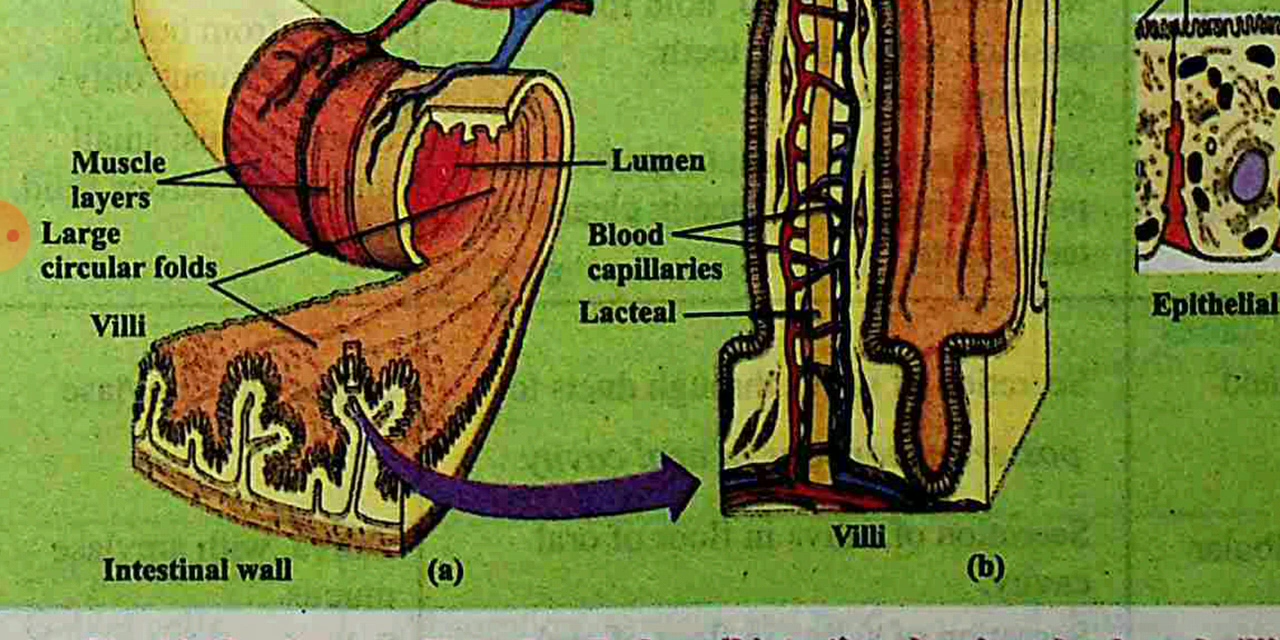 Muscle
layers
Large
circular folds
Villi
Intestinal wall
(a)
Lumen
Blood
capillaries
Lacteal
Villi
(b)
Epithelial